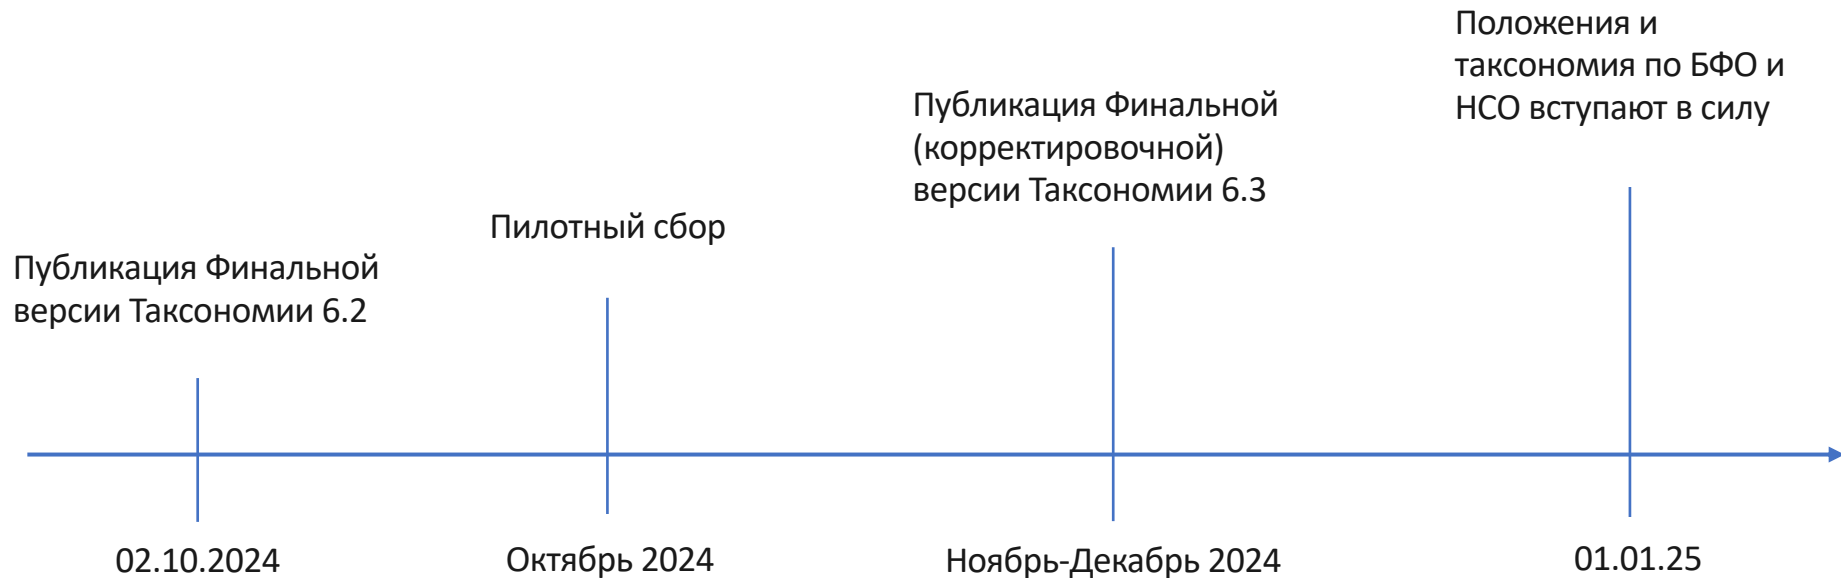 Публикация Финальной
версии Таксономии 6.2
Пилотный сбор
Публикация Финальной
(корректировочной)
версии Таксономии 6.3
Положения и
таксономия по БФО и
НСО вступают в силу
02.10.2024
Октябрь 2024
Ноябрь-Декабрь 2024
01.01.25